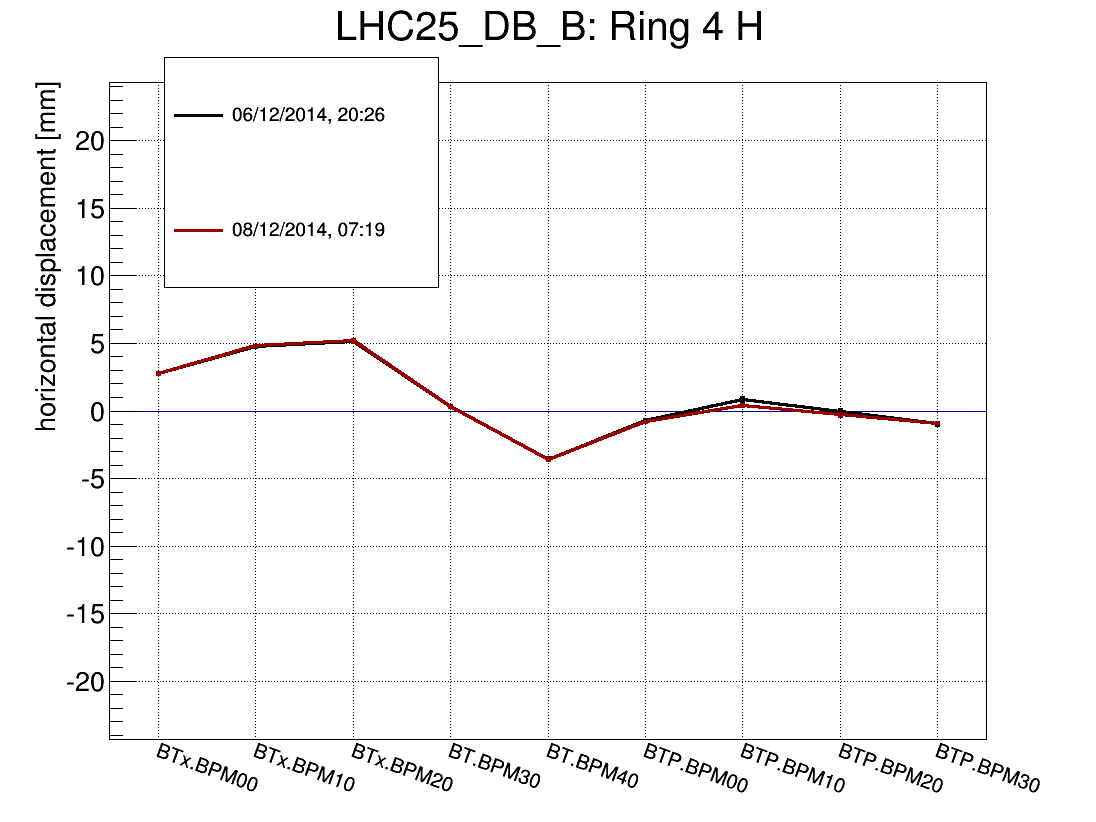 LHC25_DB_B: Ring 4 H
horizontal displacement [mm]
06/12/2014, 20:26
08/12/2014, 07:19
20
15
10
5
0
-5
-10
-15
-20
BTx.BPM00
BTx.BPM10
BTx.BPM20
BT.BPM30
BT.BPM40
BTP.BPM00
BTP.BPM10
BTP.BPM20
BTP.BPM30